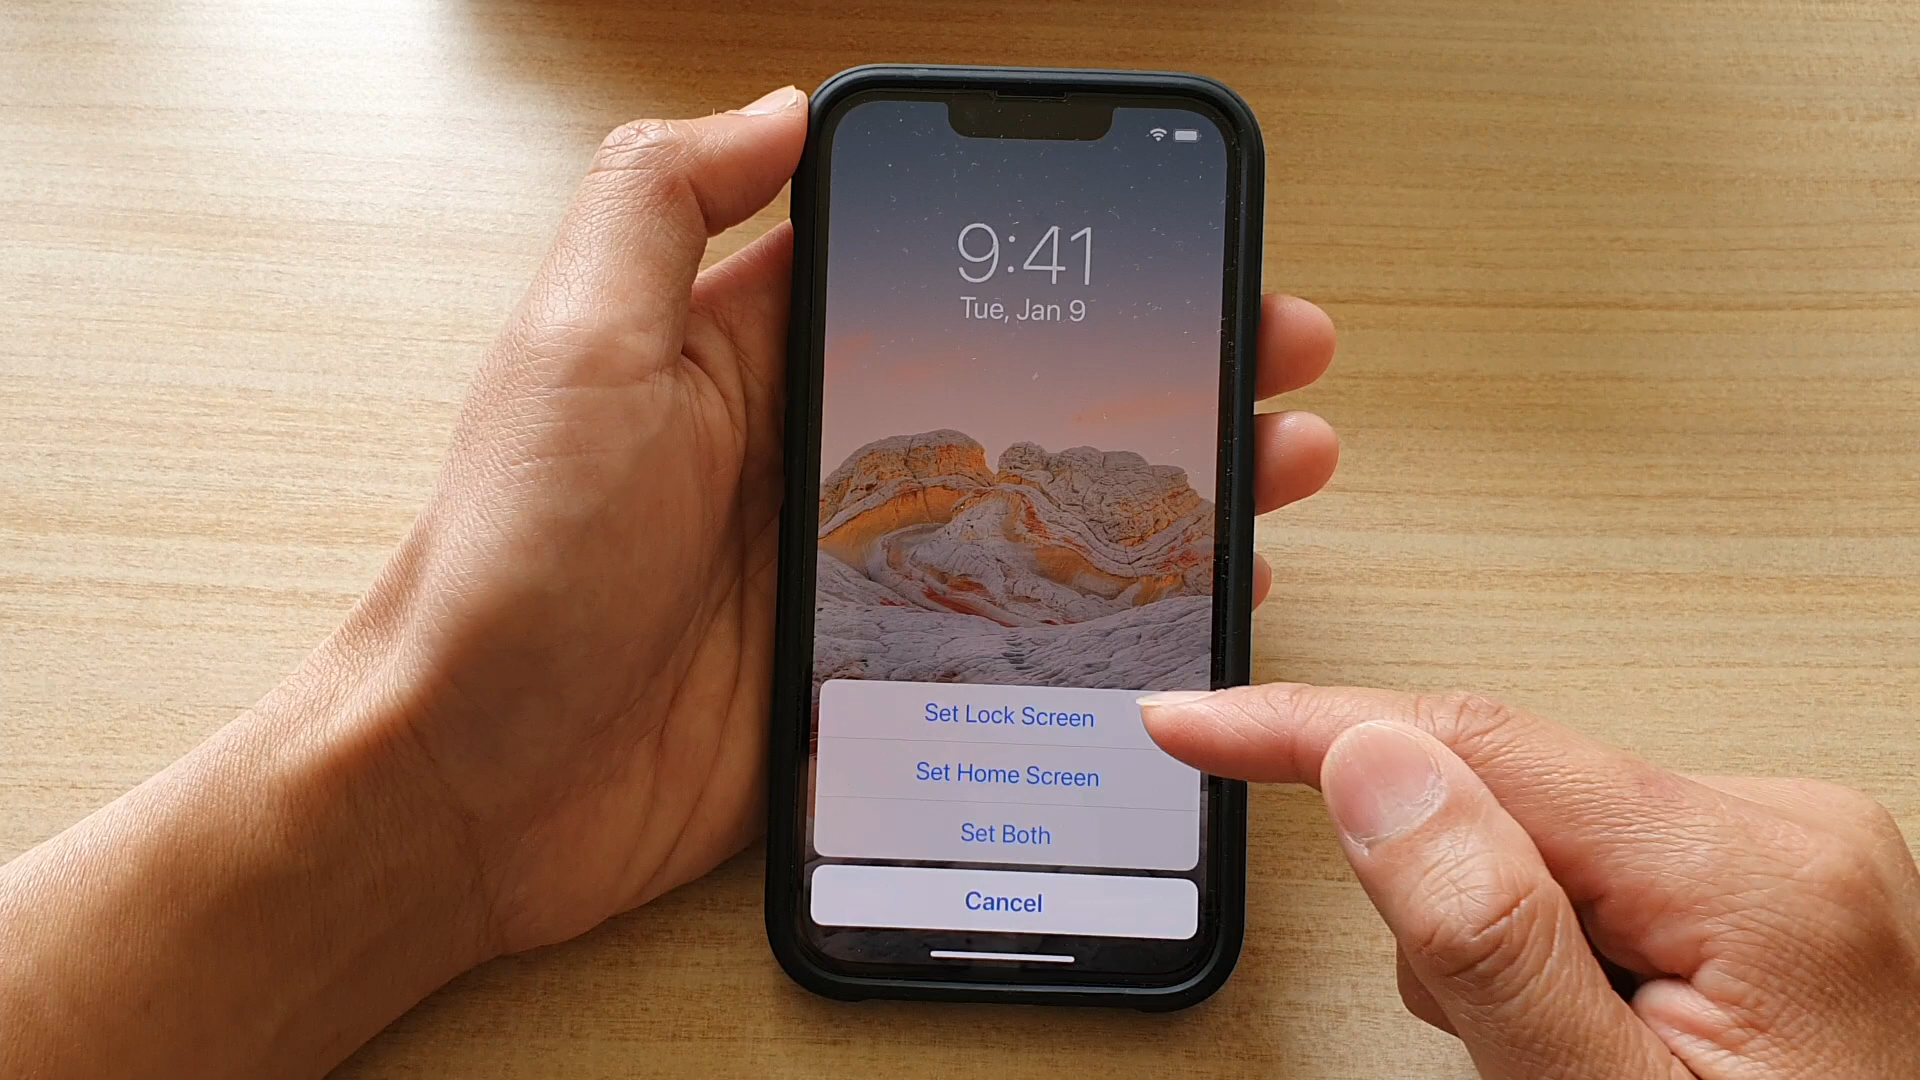 9:41
Tue, Jan 9
Set Lock Screen
Set Home Screen
Set Both
Cancel